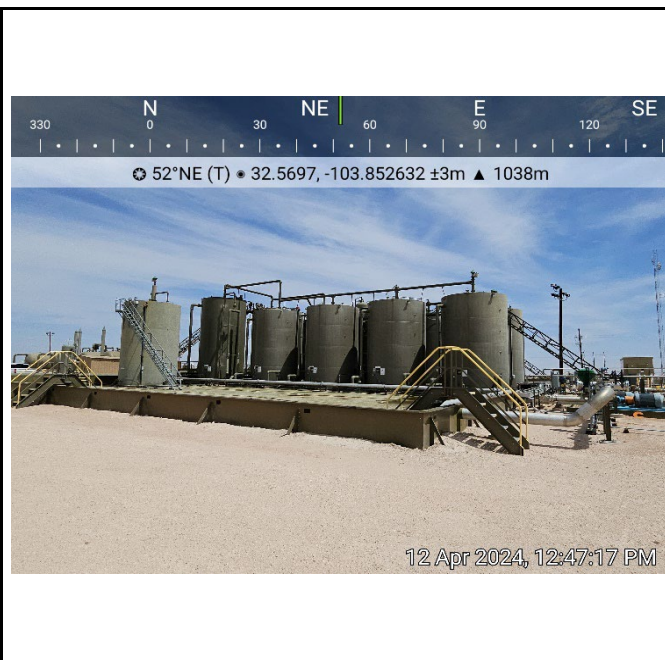 N NE E SE
330 0 30 60 90 120
52°NE (T) ● 32.5697, -103.852632 ±3m ▲ 1038m
12 Apr 2024, 12:47:17 PM